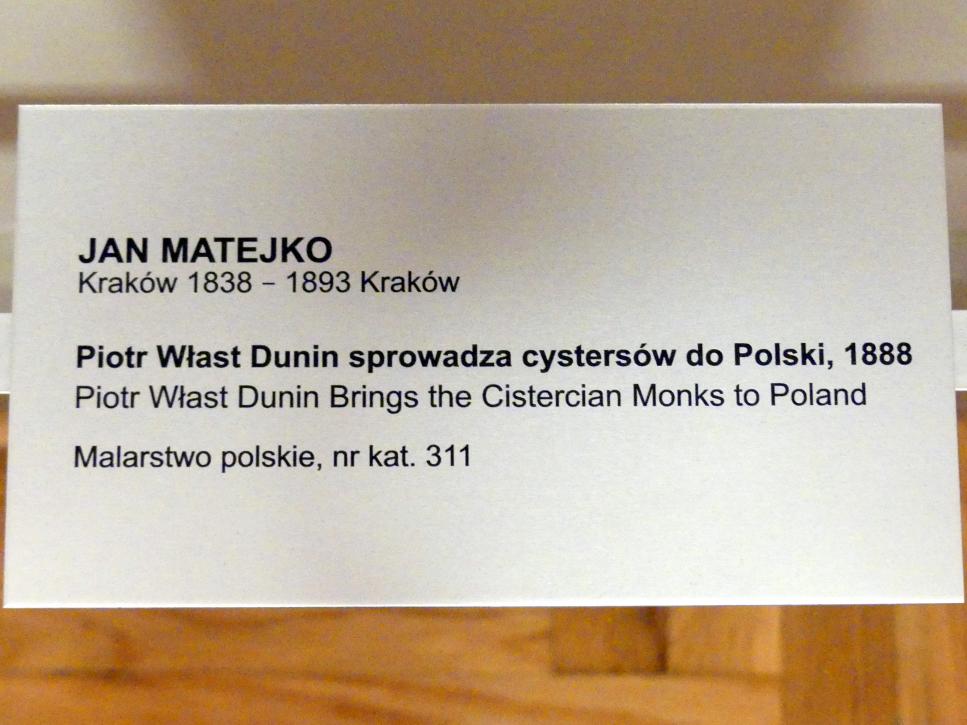 JAN MATEJKO
Kraków 1838 – 1893 Kraków
Piotr Włast Dunin sprowadza cystersów do Polski, 1888
Piotr Włast Dunin Brings the Cistercian Monks to Poland
Malarstwo polskie, nr kat. 311